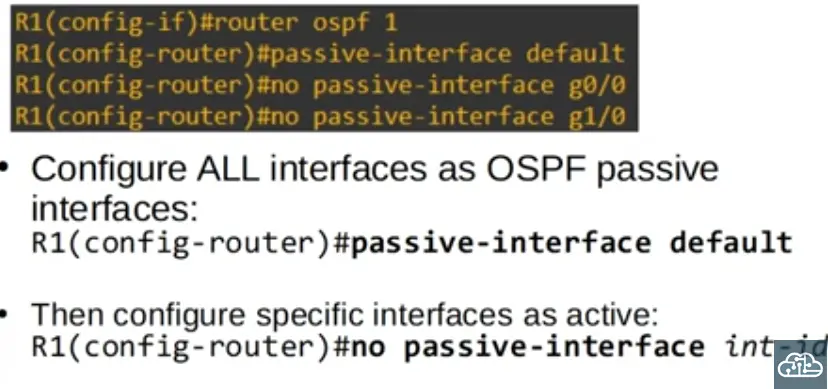 R1(config-if)#router ospf 1
R1(config-router)#passive-interface default
R1(config-router)#no passive-interface g0/0
R1(config-router)#no passive-interface g1/0
• Configure ALL interfaces as OSPF passive
interfaces:
R1(config-router)#passive-interface default
• Then configure specific interfaces as active:
R1(config-router)#no passive-interface int-id